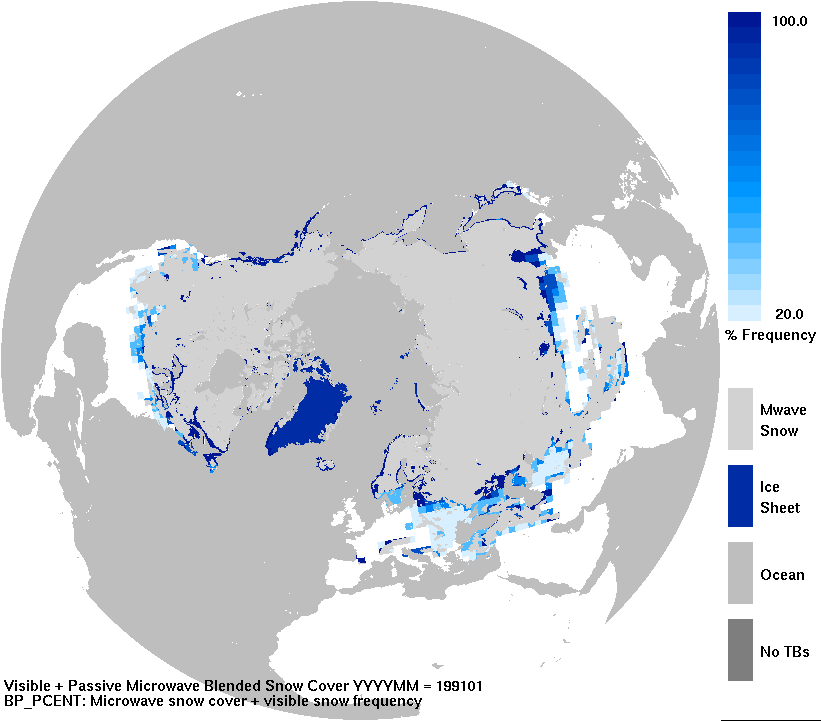 100.0
20.0
% Frequency
Mwave
Snow
Ice
Sheet
Ocean
No TBs
Visible + Passive Microwave Blended Snow Cover YYYYMM = 199101
BP_PCENT: Microwave snow cover + visible snow frequency